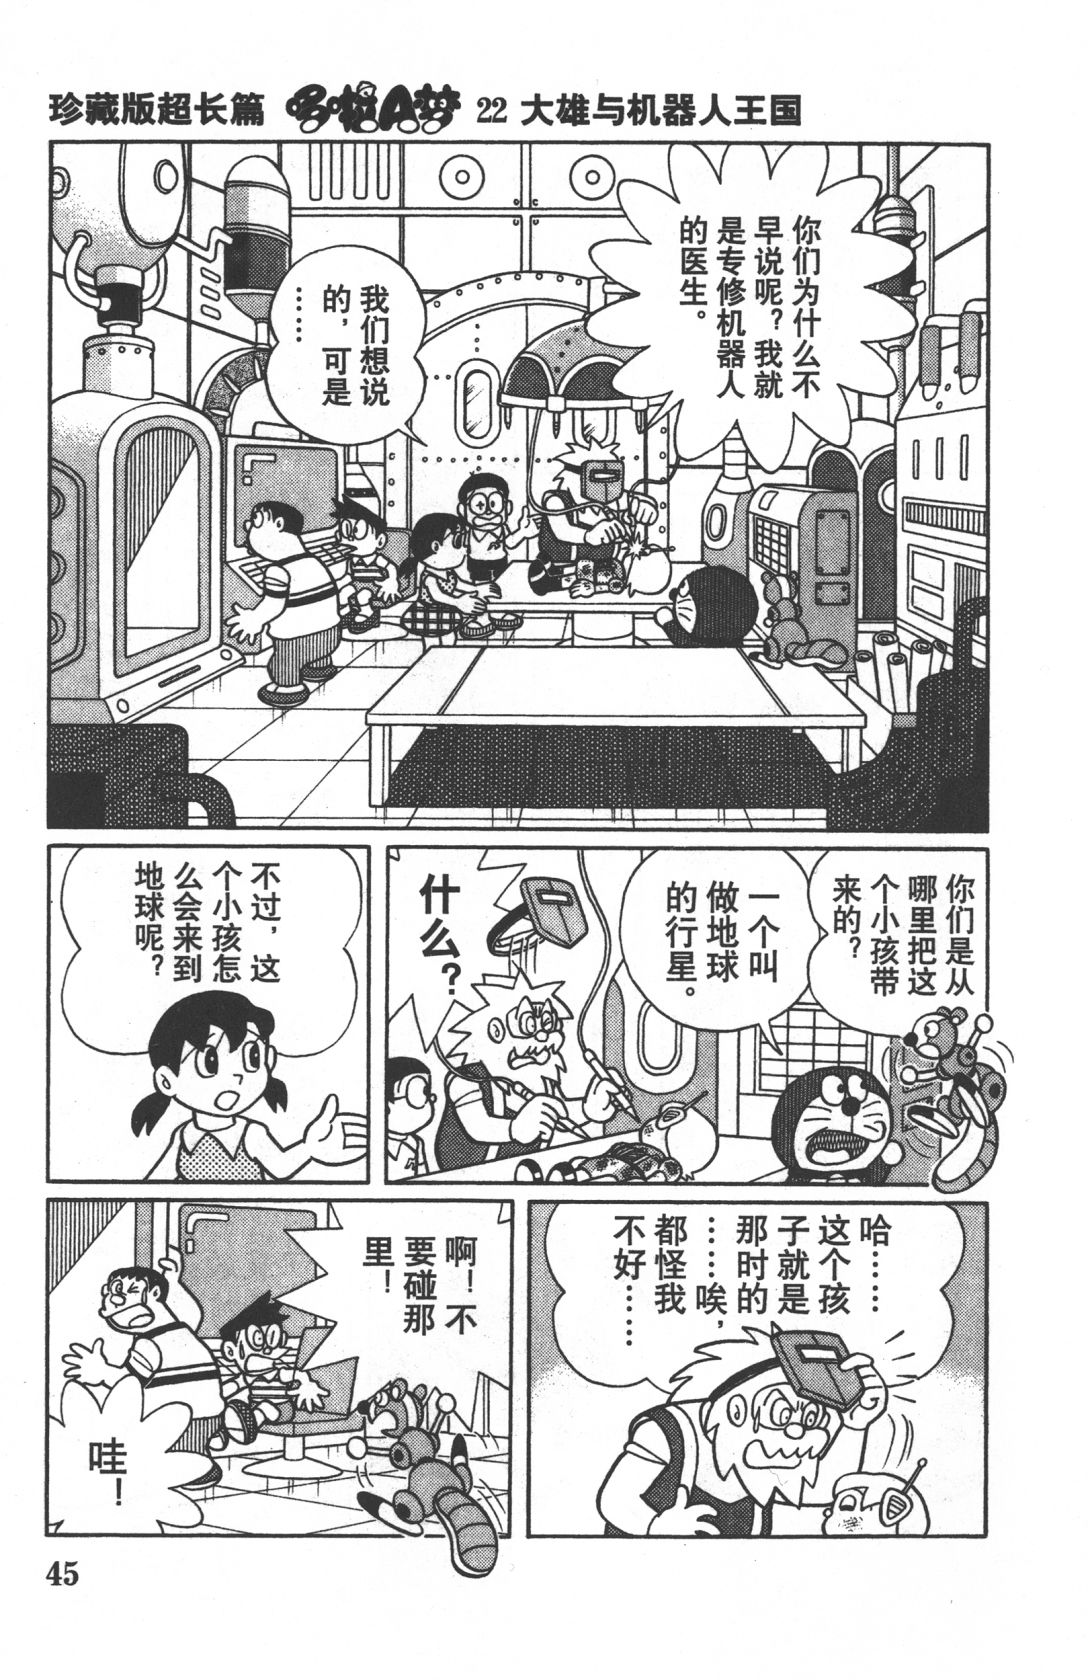 珍藏版超长篇 哆啦A梦 22 大雄与机器人王国
你们为什么不
早说呢？我就
是专修机器人
的医生。
我们想说
的，可是
……
你们是从
哪里把这
个小孩带
来的？
一个叫
做地球
的行星。
什么？
不过，这
个小孩怎
么会来到
地球呢？
哈……
这个孩
子就是
那时的
……唉，
都怪我
不好……
啊！不
要碰那
里！
哇！
45